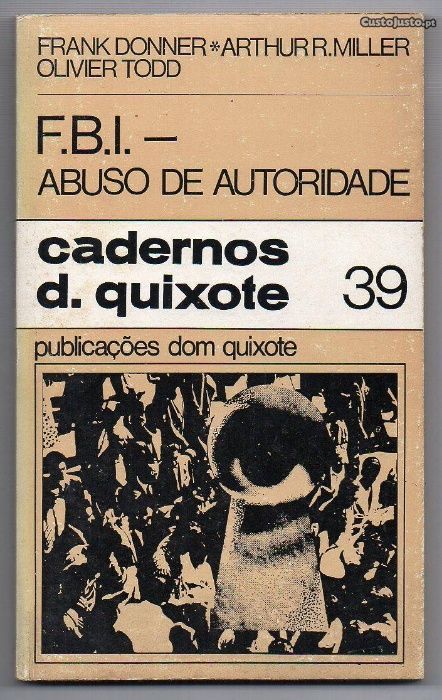 CustoJusto.pt
FRANK DONNER*ARTHUR R. MILLER
OLIVIER TODD
F.B.I. —
ABUSO DE AUTORIDADE
cadernos
d. quixote 39
publicações dom quixote